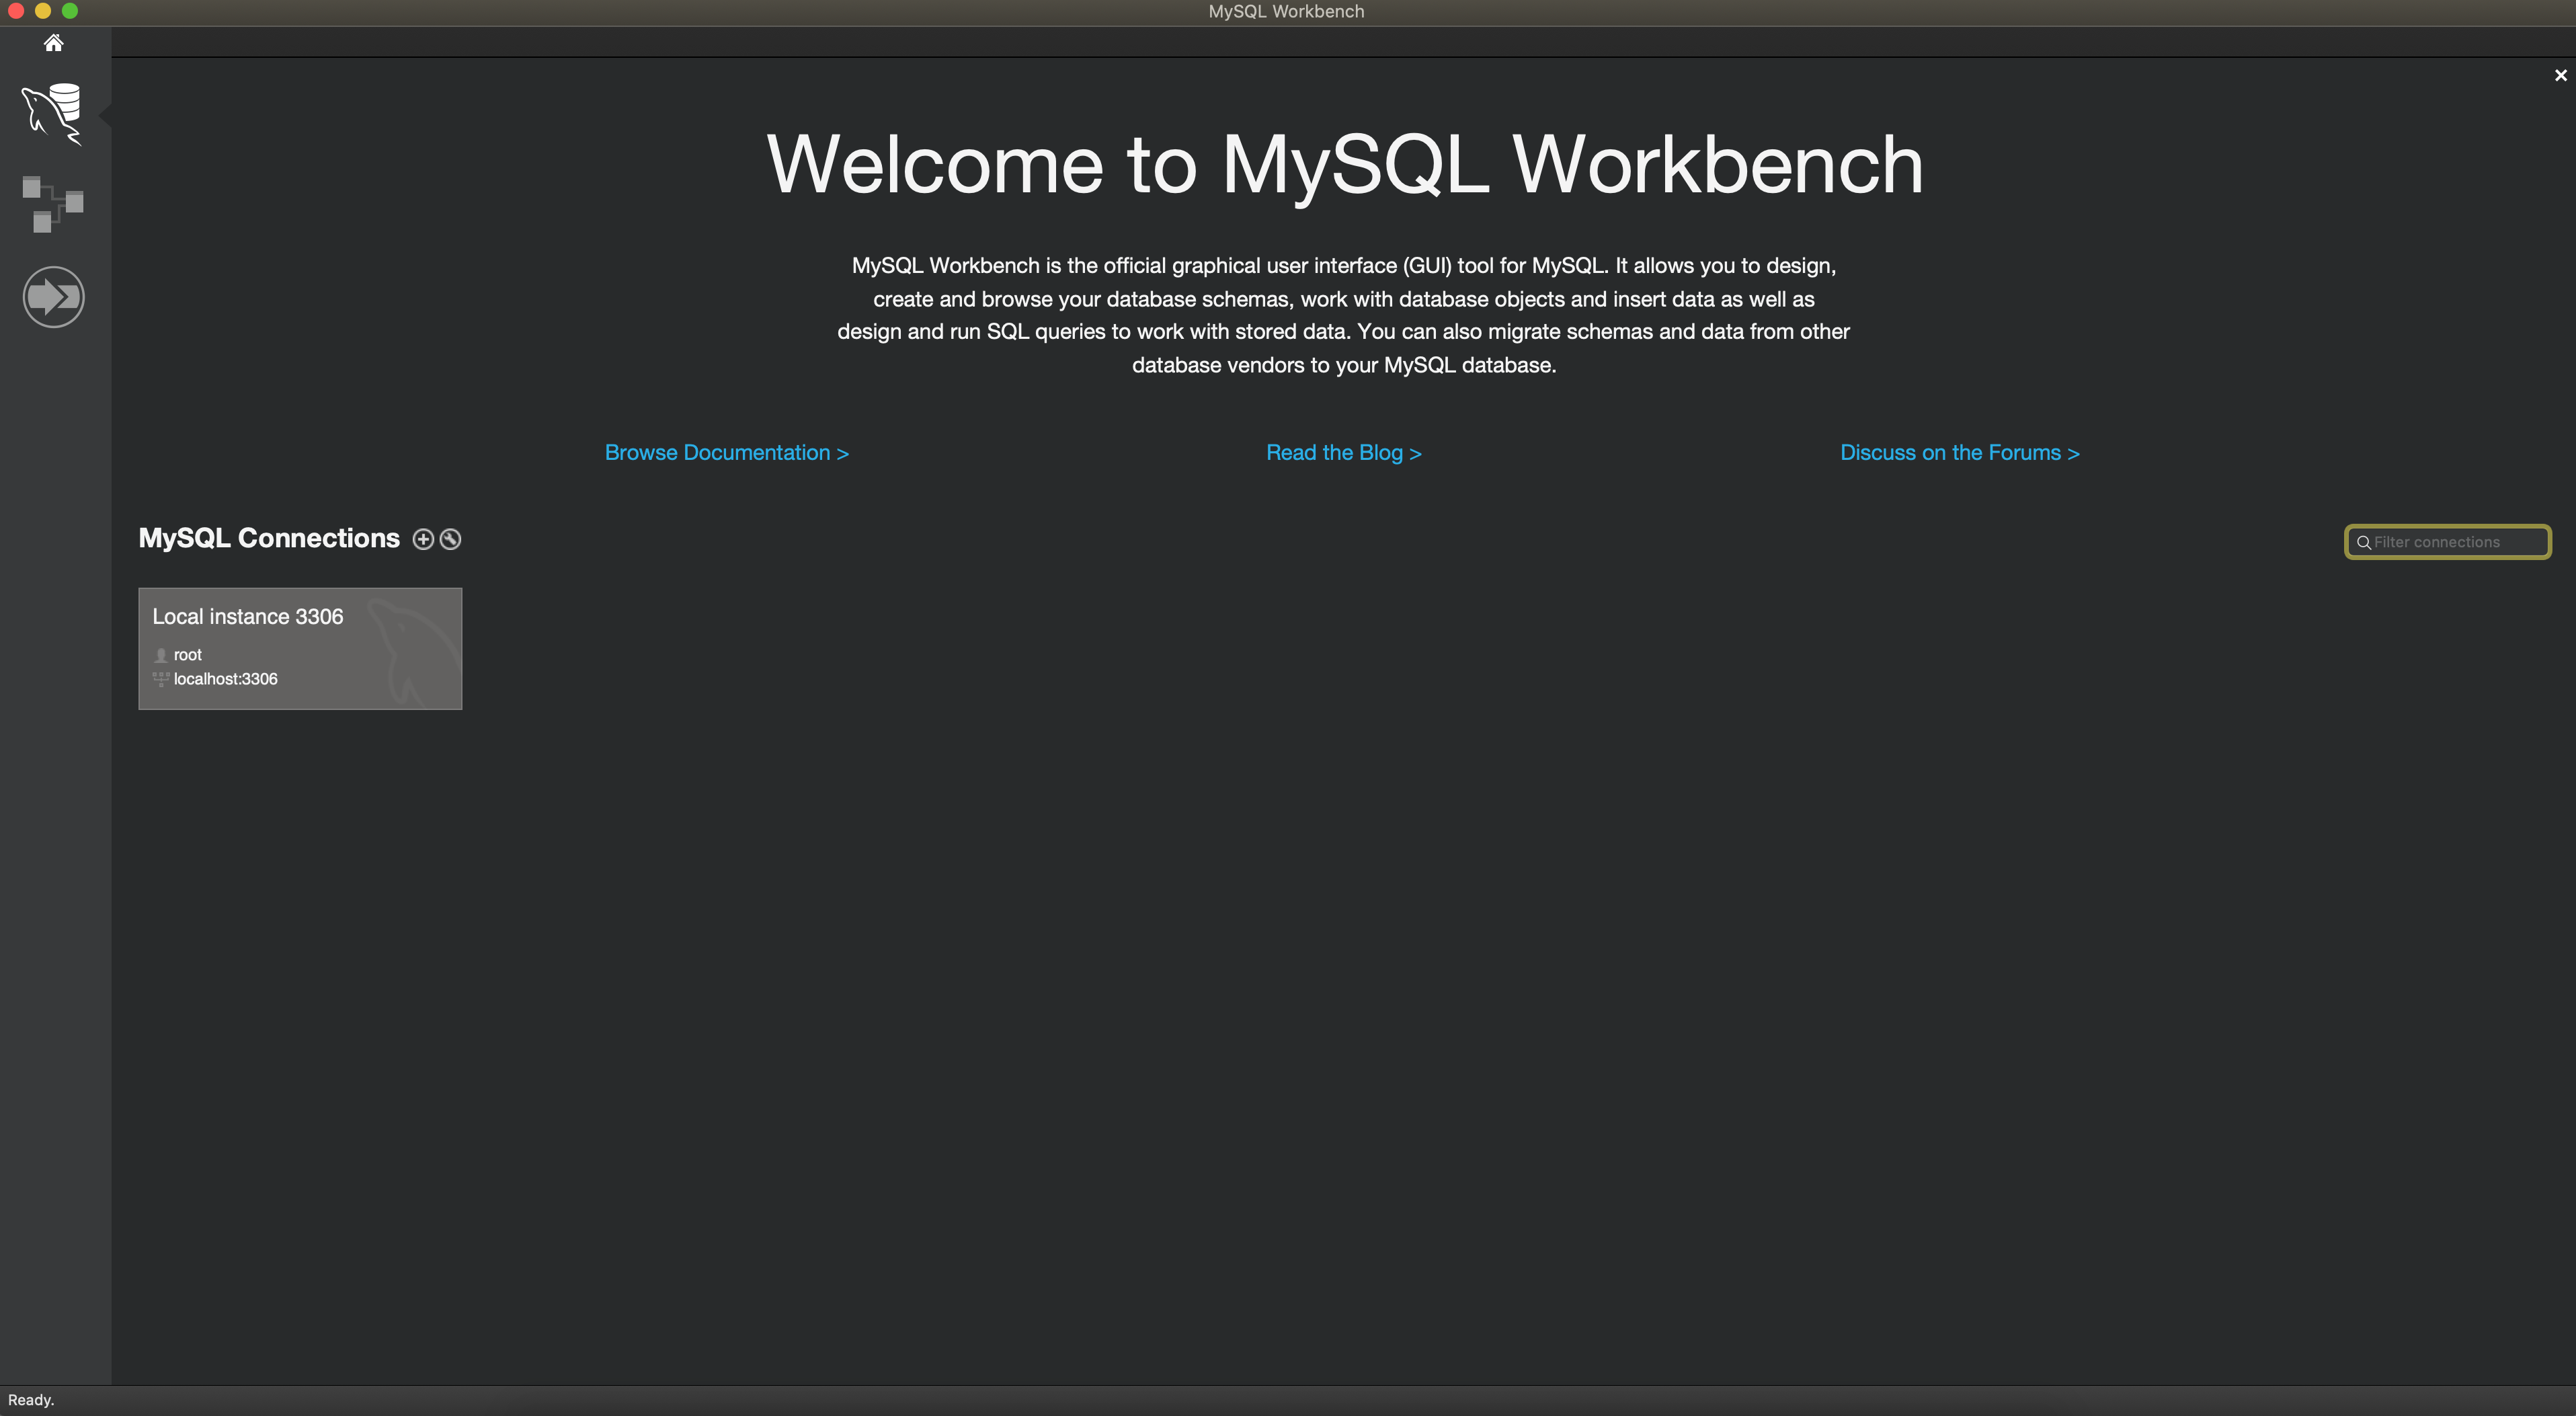 MySQL Workbench
Welcome to MySQL Workbench
MySQL Workbench is the official graphical user interface (GUI) tool for MySQL. It allows you to design,
create and browse your database schemas, work with database objects and insert data as well as
design and run SQL queries to work with stored data. You can also migrate schemas and data from other
database vendors to your MySQL database.
Browse Documentation >
Read the Blog >
Discuss on the Forums >
MySQL Connections
Filter connections
Local instance 3306
root
localhost:3306
Ready.